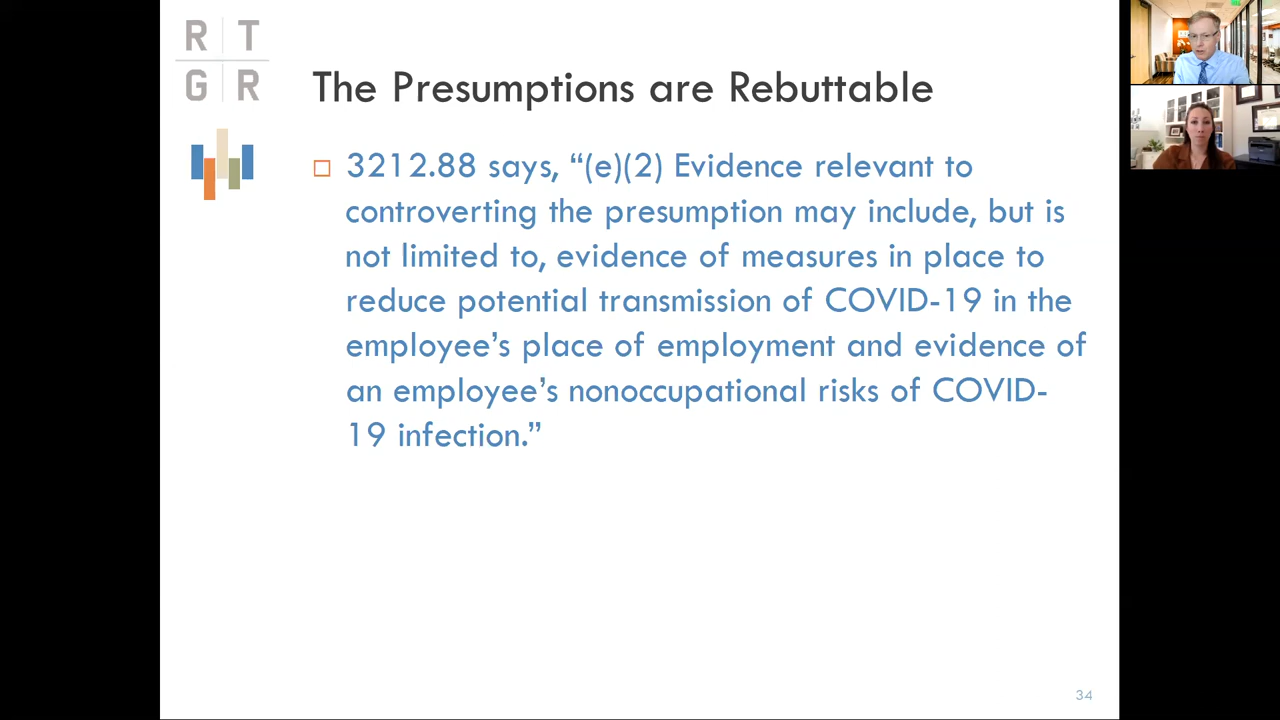 R T
G R
The Presumptions are Rebuttable
3212.88 says, “(e)(2) Evidence relevant to
controverting the presumption may include, but is
not limited to, evidence of measures in place to
reduce potential transmission of COVID-19 in the
employee’s place of employment and evidence of
an employee’s nonoccupational risks of COVID-
19 infection.”
34